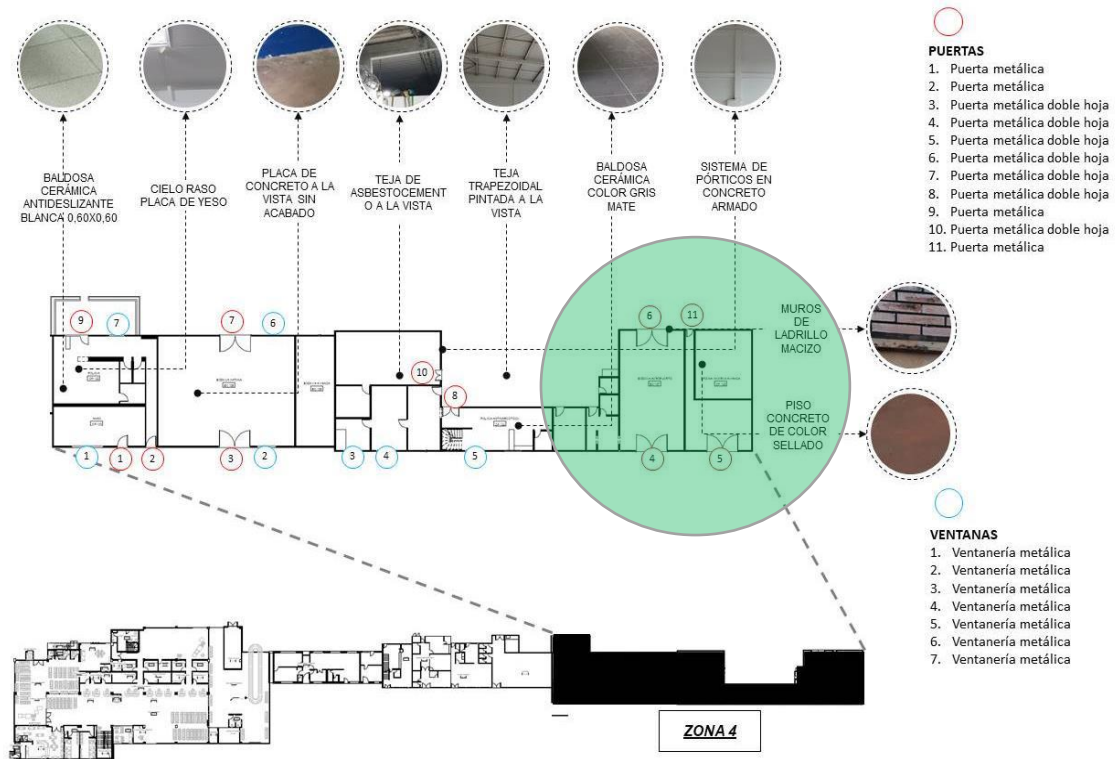 PUERTAS
1. Puerta metálica
2. Puerta metálica
3. Puerta metálica doble hoja
4. Puerta metálica doble hoja
5. Puerta metálica doble hoja
6. Puerta metálica doble hoja
7. Puerta metálica doble hoja
8. Puerta metálica doble hoja
9. Puerta metálica
10. Puerta metálica doble hoja
11. Puerta metálica
BALDOSA
CERÁMICA
ANTIDESLIZANTE
BLANCA 0,60X0,60
CIELO RASO
PLACA DE YESO
PLACA DE
CONCRETO A LA
VISTA SIN
ACABADO
TEJA DE
ASBESTOCEMENT
O A LA VISTA
TEJA
TRAPEZOIDAL
PINTADA A LA
VISTA
BALDOSA
CERÁMICA
COLOR GRIS
MATE
SISTEMA DE
PÓRTICOS EN
CONCRETO
ARMADO
MUROS
DE
LADRILLO
MACIZO
PISO
CONCRETO
DE COLOR
SELLADO
9
7
7
6
6
11
10
8
1
1
2
3
2
3
4
5
4
5
VENTANAS
1. Ventanería metálica
2. Ventanería metálica
3. Ventanería metálica
4. Ventanería metálica
5. Ventanería metálica
6. Ventanería metálica
7. Ventanería metálica
ZONA 4